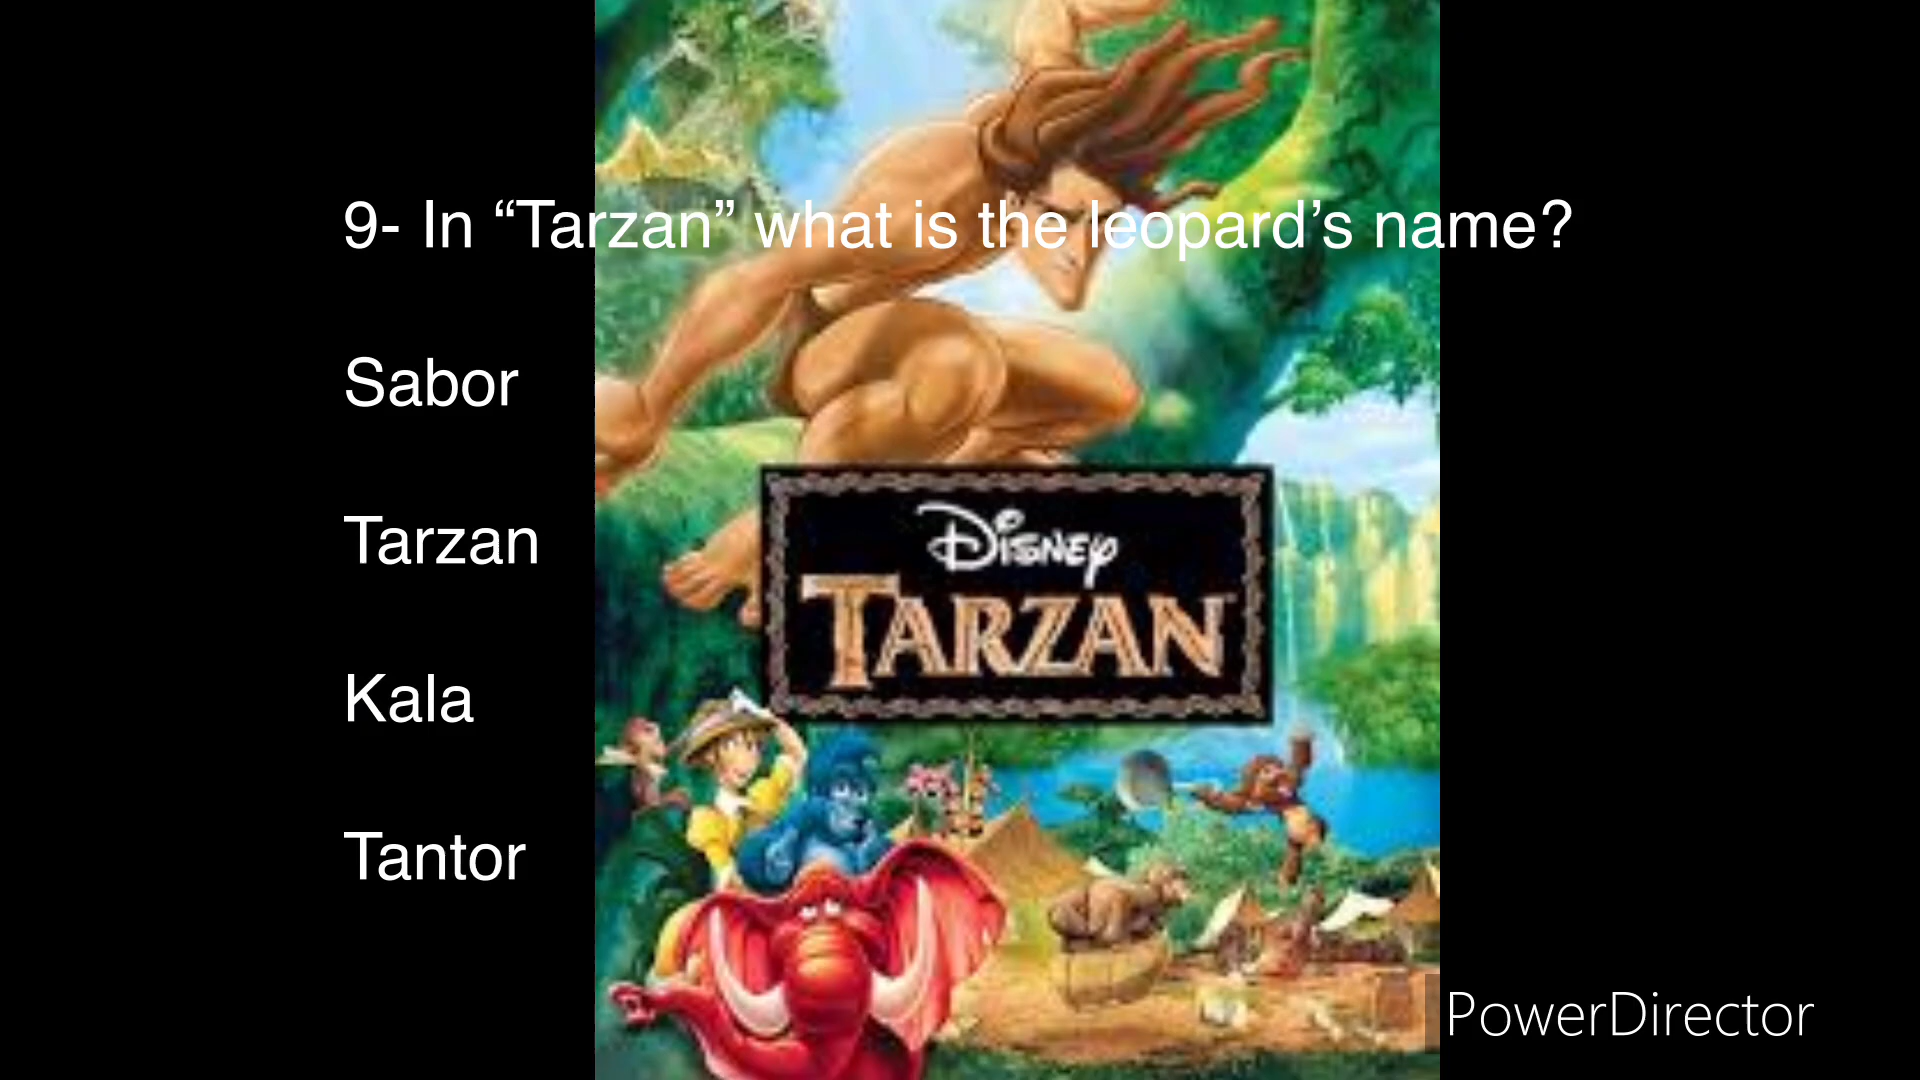 9- In “Tarzan” what is the leopard’s name?
Sabor
Tarzan
Kala
Tantor
Disney
TARZAN
PowerDirector